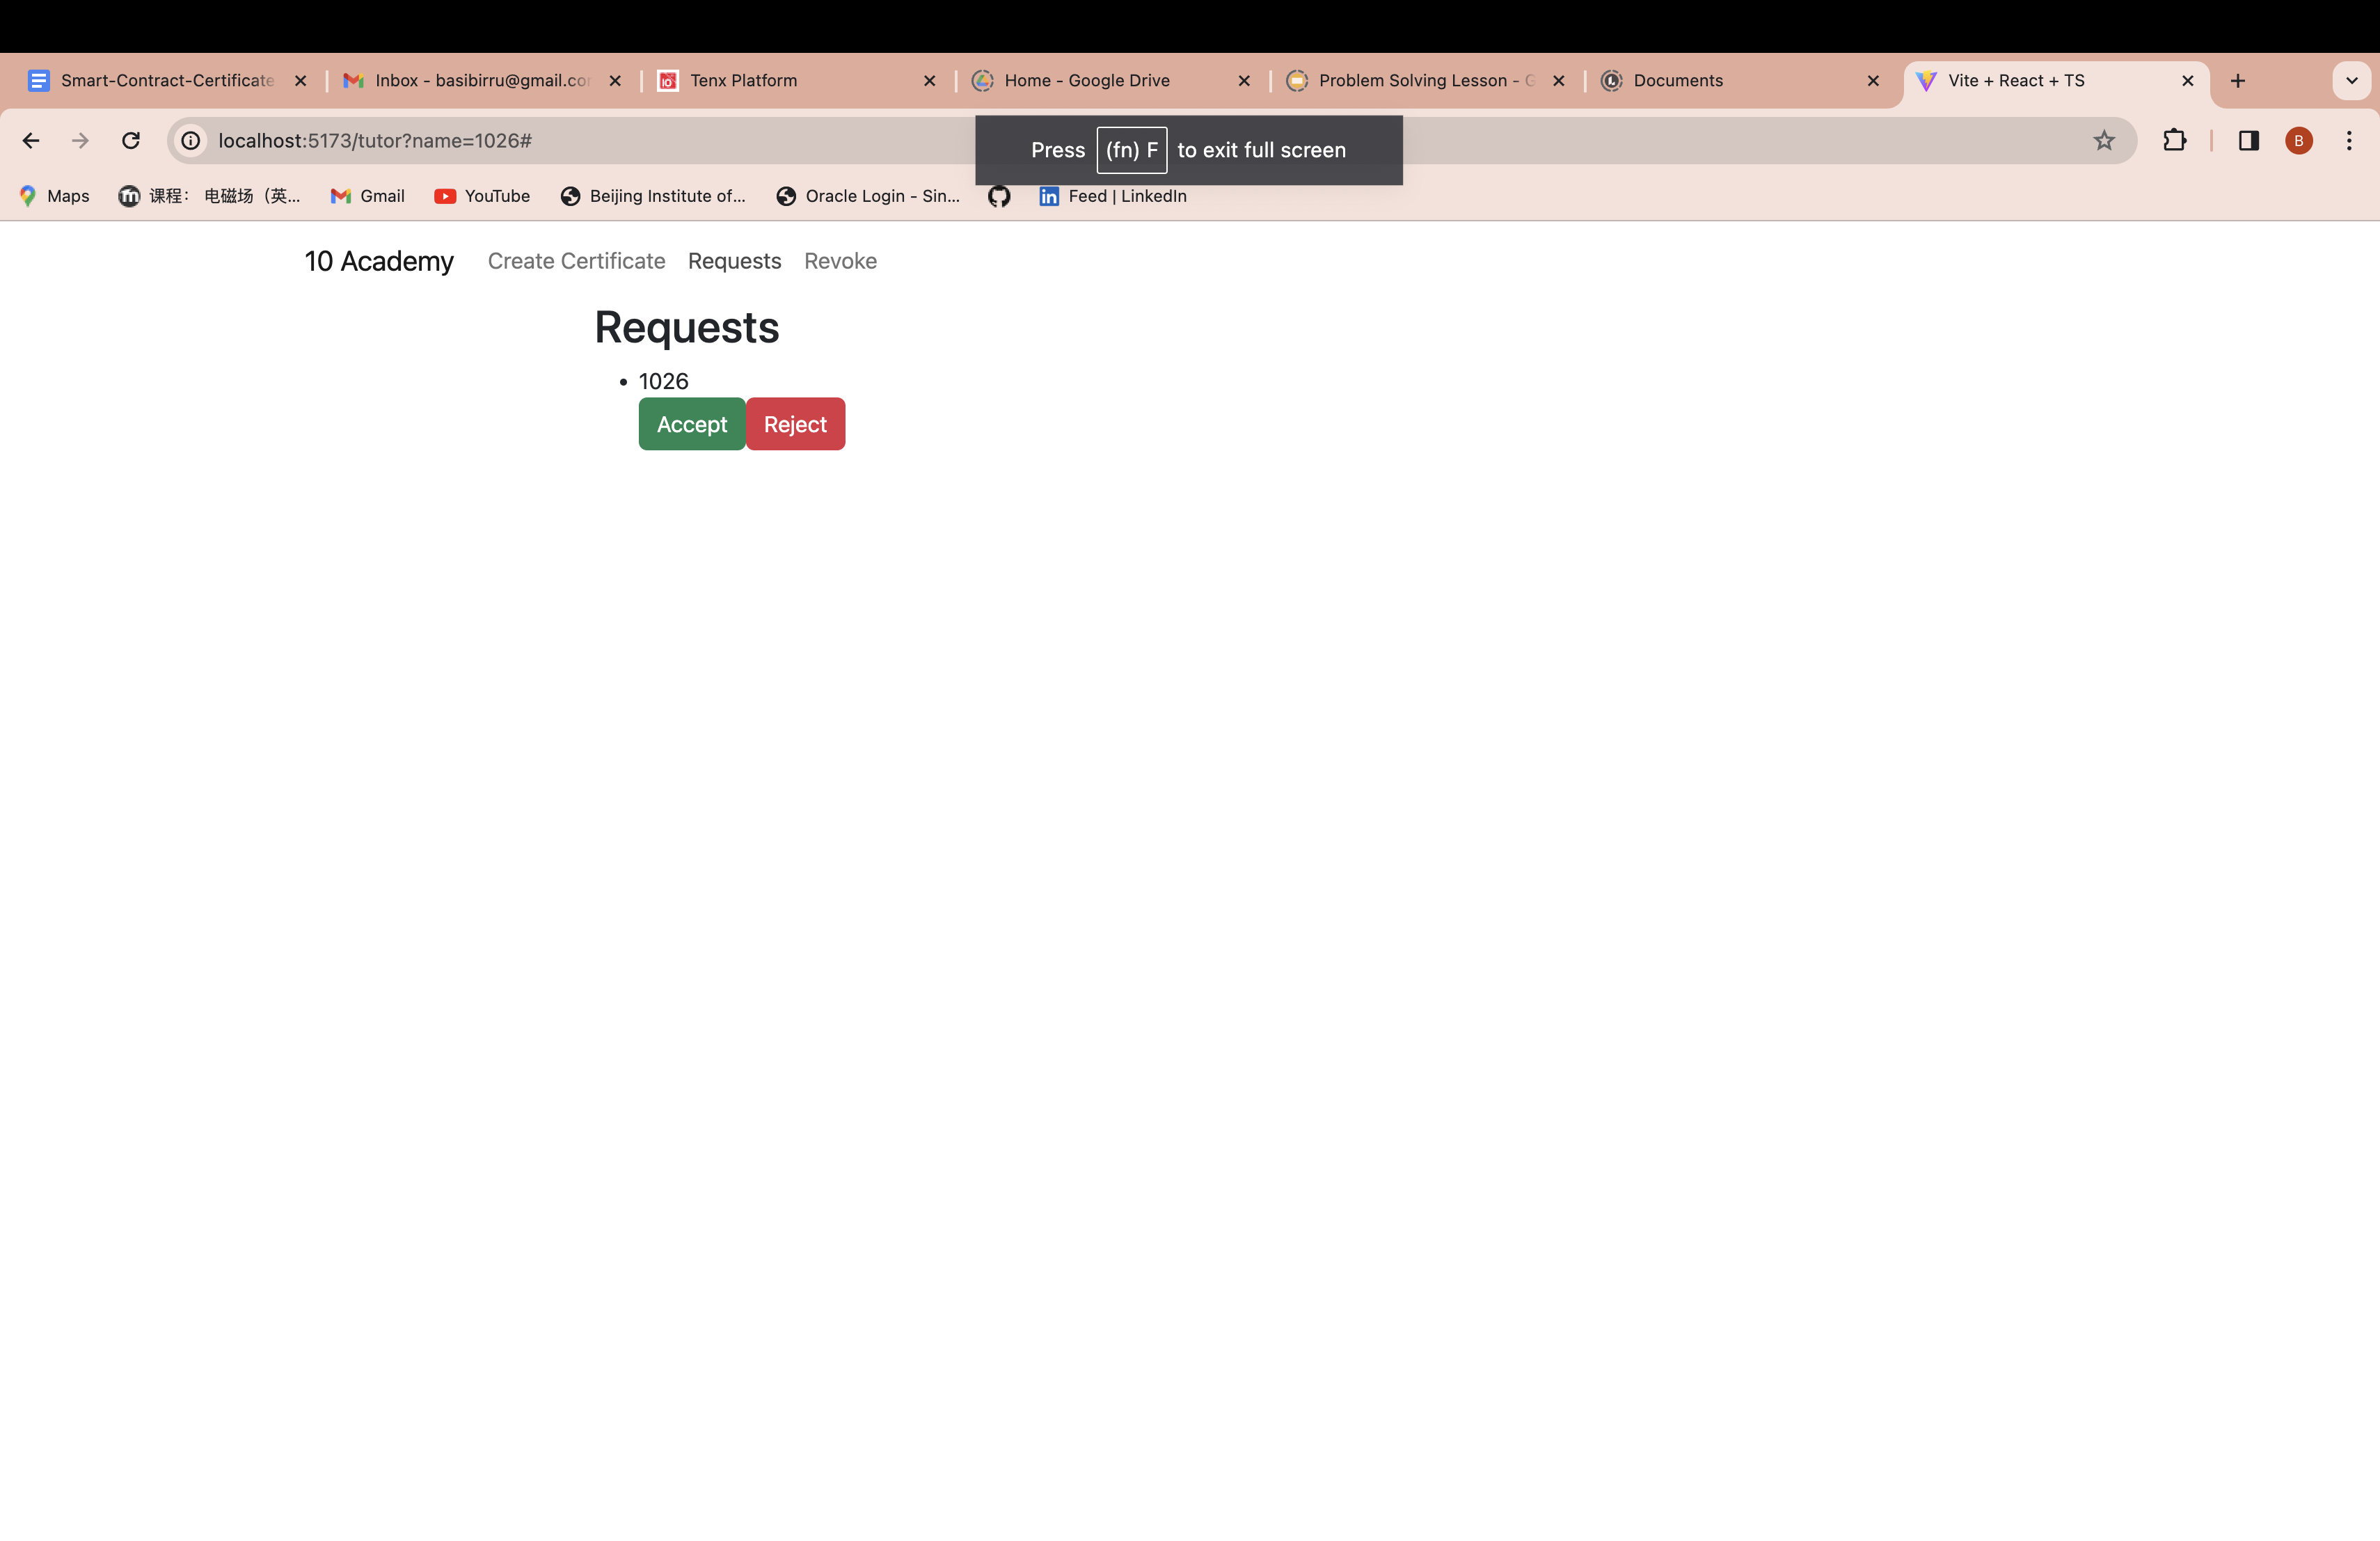 Smart-Contract-Certificate
Inbox - basibirru@gmail.co
Tenx Platform
Home - Google Drive
Problem Solving Lesson - G
Documents
Vite + React + TS
localhost:5173/tutor?name=1026#
Press (fn) F to exit full screen
B
Maps
课程： 电磁场（英...
Gmail
YouTube
Beijing Institute of...
Oracle Login - Sin...
Feed | LinkedIn
10 Academy Create Certificate Requests Revoke
Requests
1026
Accept Reject